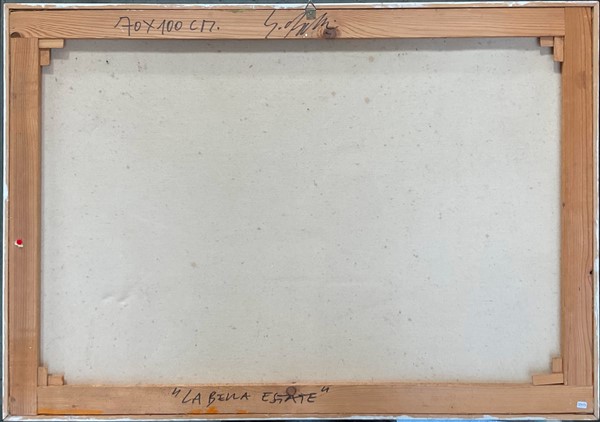 70X100 CM.
"LA BELLA ESTATE"